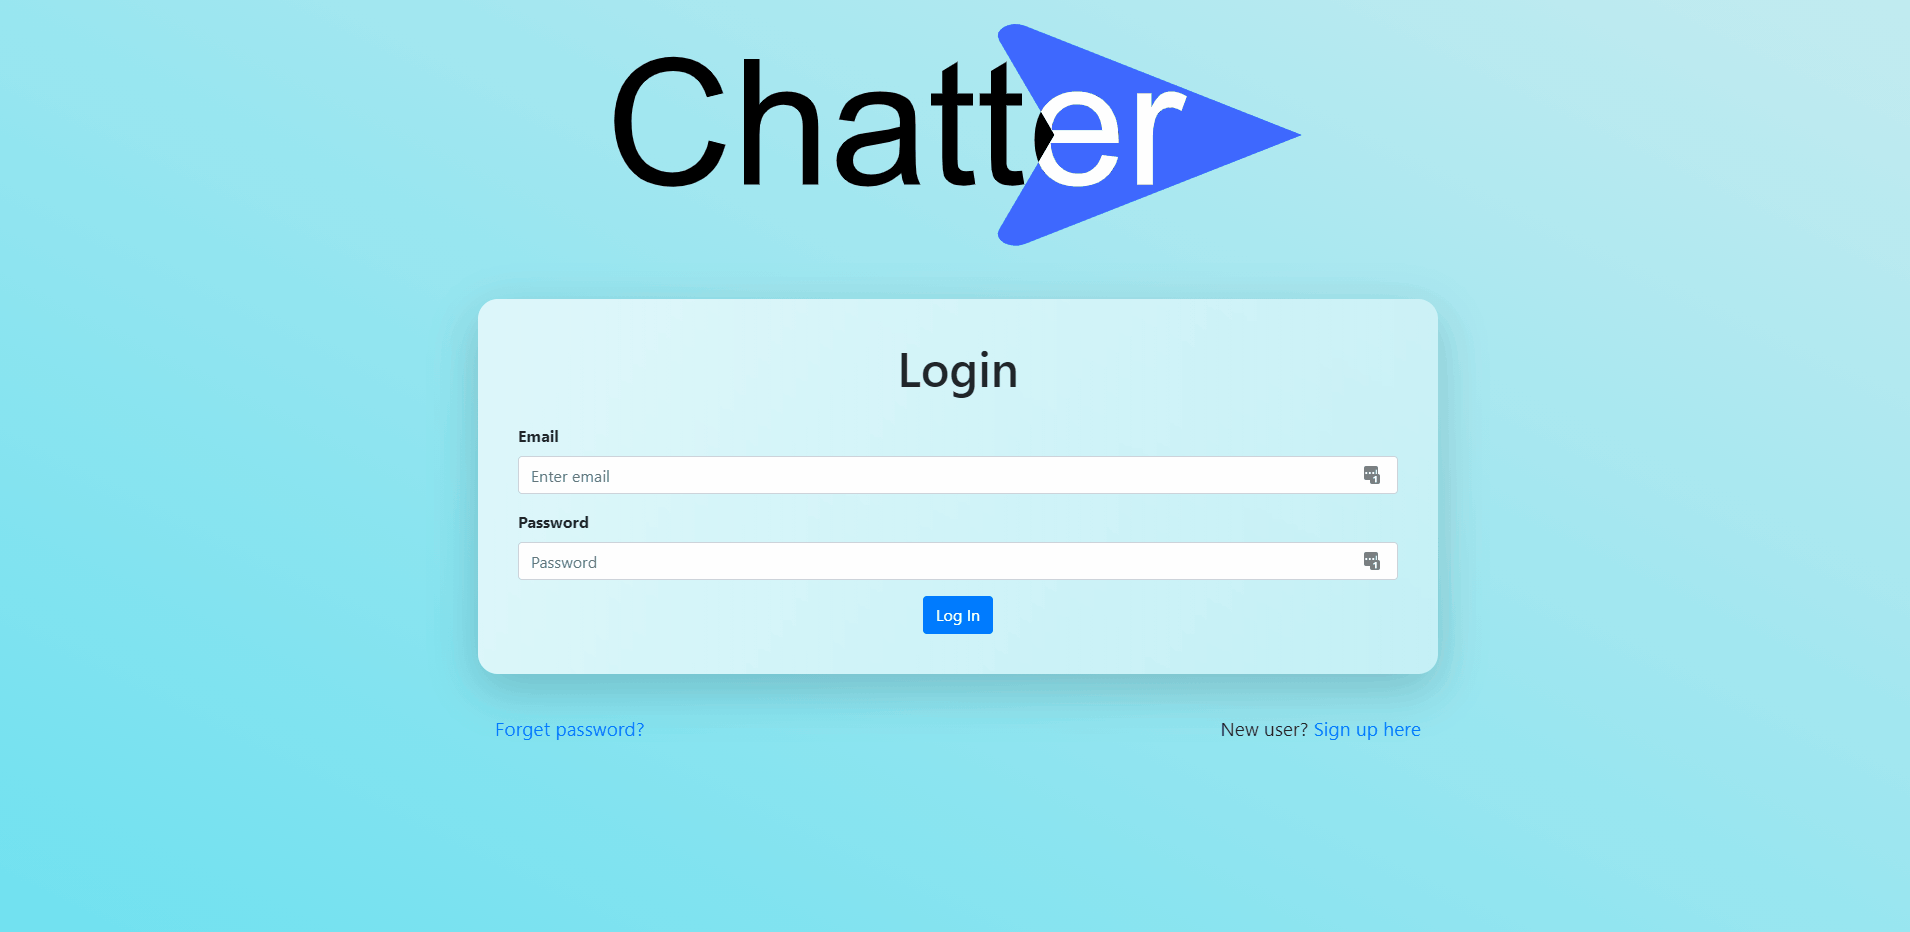 Chatter
Login
Email
Enter email
Password
Password
Log In
Forget password?
New user? Sign up here